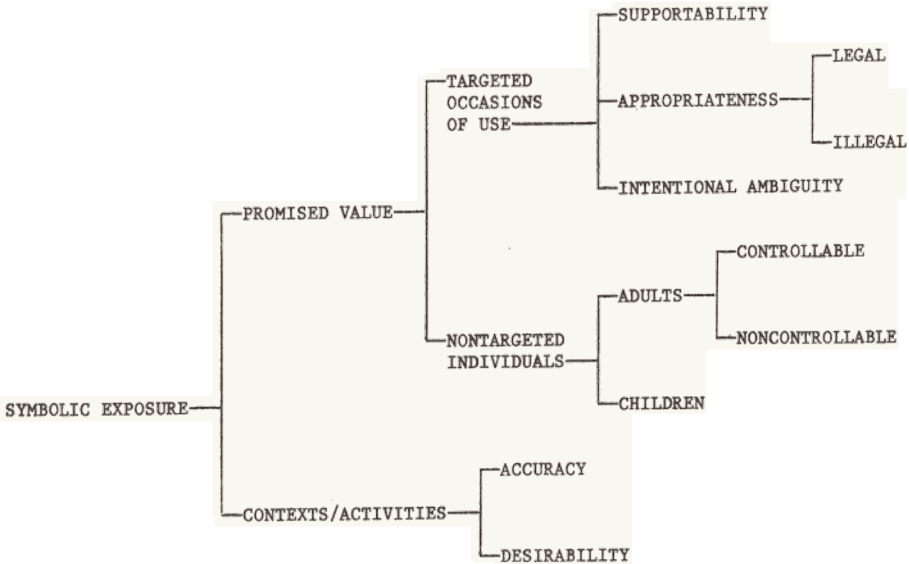 SUPPORTABILITY
LEGAL
TARGETED
OCCASIONS
OF USE
APPROPRIATENESS
ILLEGAL
INTENTIONAL AMBIGUITY
PROMISED VALUE
CONTROLLABLE
ADULTS
NONCONTROLLABLE
NONTARGETED
INDIVIDUALS
CHILDREN
SYMBOLIC EXPOSURE
ACCURACY
CONTEXTS/ACTIVITIES
DESIRABILITY